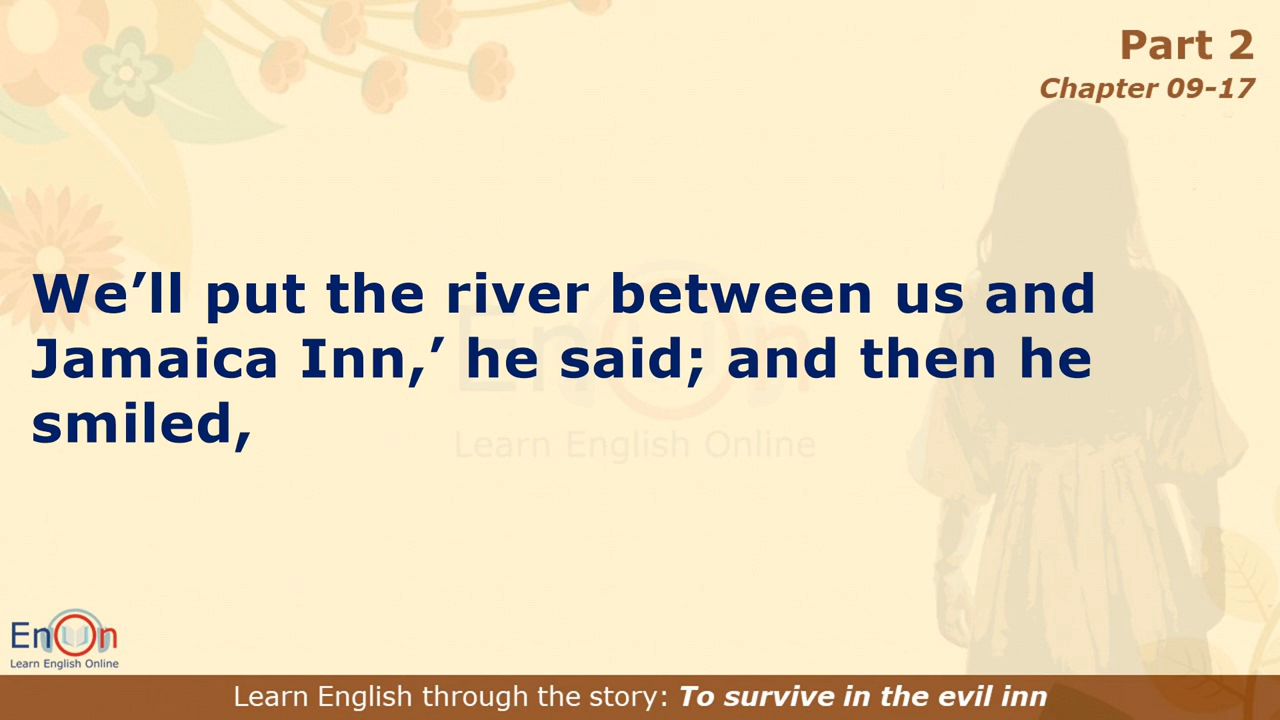 Part 2
Chapter 09-17
We’ll put the river between us and
Jamaica Inn,’ he said; and then he
smiled,
EnOn
Learn English Online
EnOn
Learn English Online
Learn English through the story: To survive in the evil inn